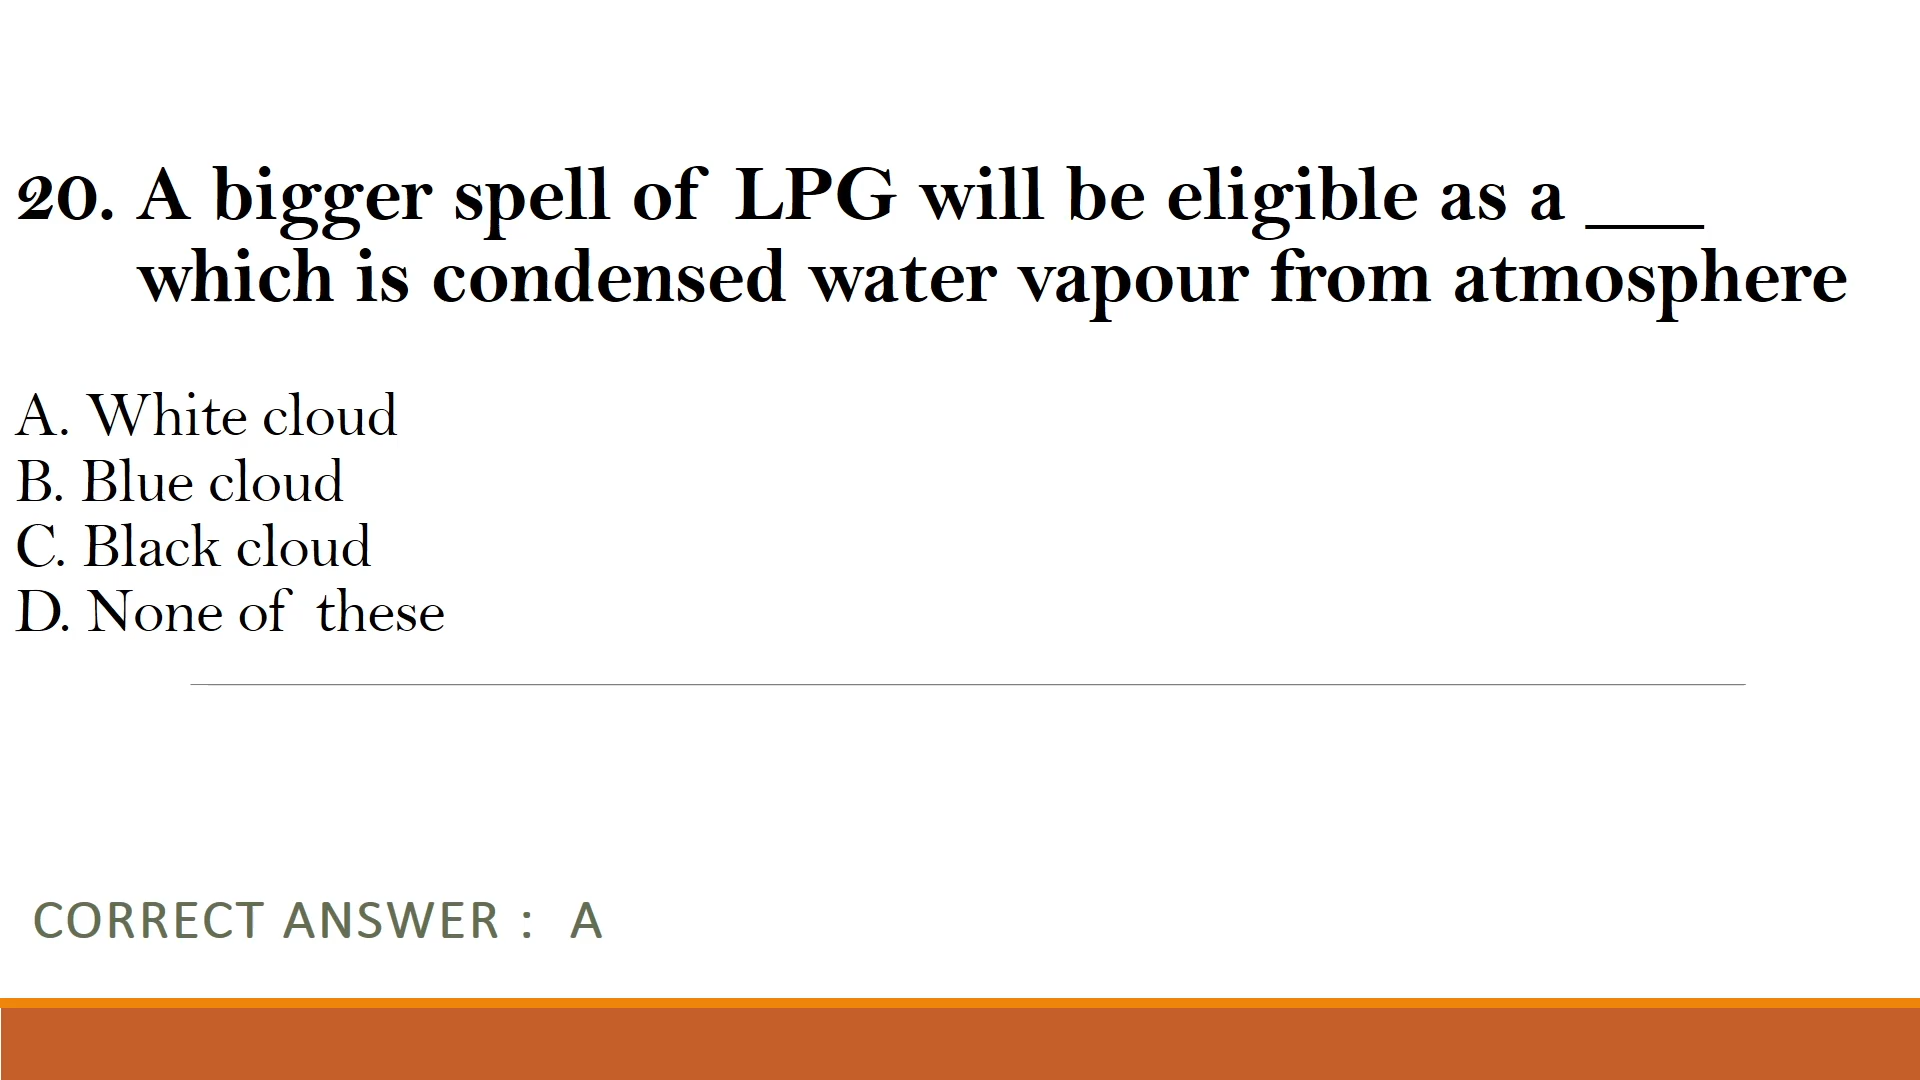 20. A bigger spell of LPG will be eligible as a ___
which is condensed water vapour from atmosphere
A. White cloud
B. Blue cloud
C. Black cloud
D. None of these
CORRECT ANSWER : A